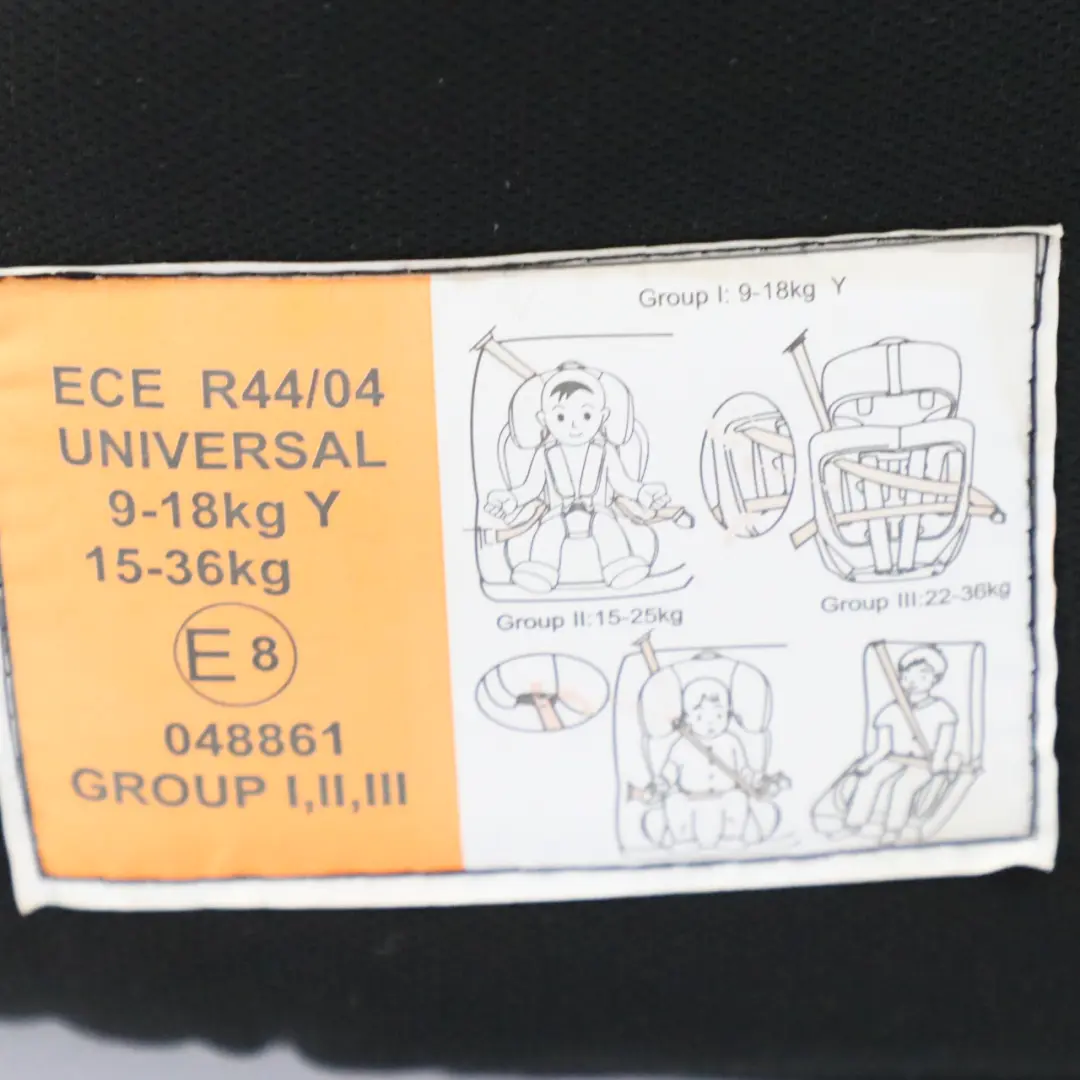 ECE R44/04
UNIVERSAL
9-18kg Y
15-36kg
E 8
048861
GROUP I,II,III
Group I: 9-18kg Y
Group II:15-25kg
Group III:22-36kg